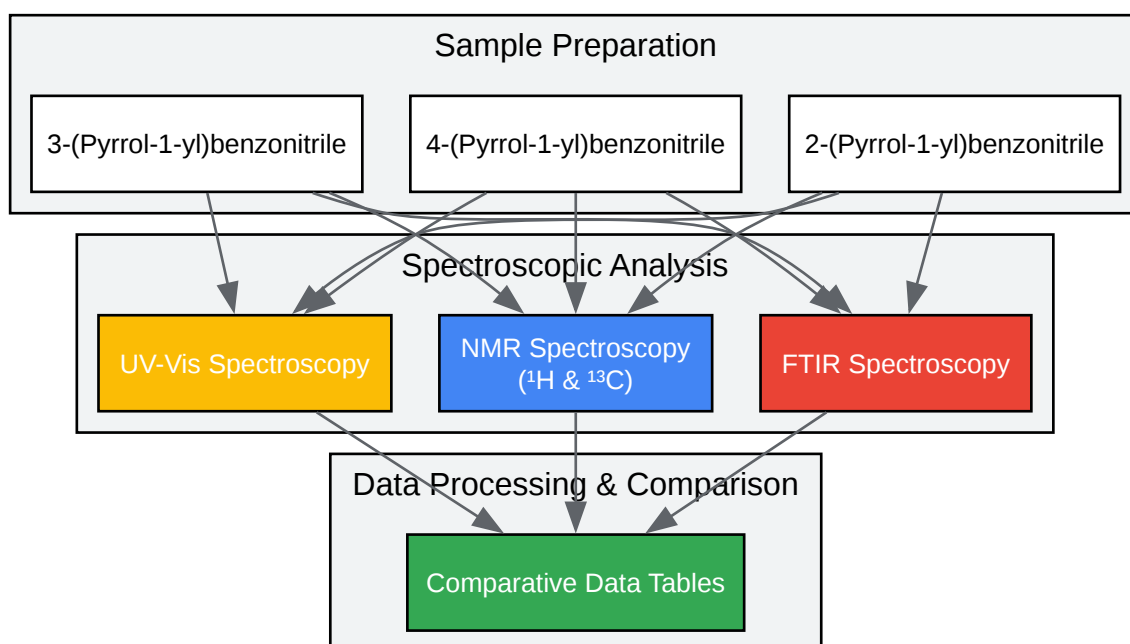 Sample Preparation
3-(Pyrrol-1-yl)benzonitrile
4-(Pyrrol-1-yl)benzonitrile
2-(Pyrrol-1-yl)benzonitrile
Spectroscopic Analysis
UV-Vis Spectroscopy
NMR Spectroscopy
(¹H & ¹³C)
FTIR Spectroscopy
Data Processing & Comparison
Comparative Data Tables